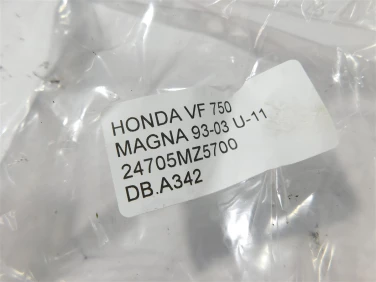 HONDA VF 750
MAGNA 93-03 U-11
24705MZ5700
DB.A342